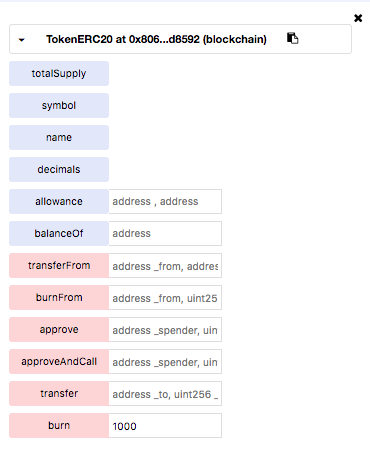 TokenERC20 at 0x806...d8592 (blockchain)
totalSupply
symbol
name
decimals
allowance address , address
balanceOf address
transferFrom address _from, addres
burnFrom address _from, uint25
approve address _spender, uin
approveAndCall address _spender, uin
transfer address _to, uint256 _
burn 1000